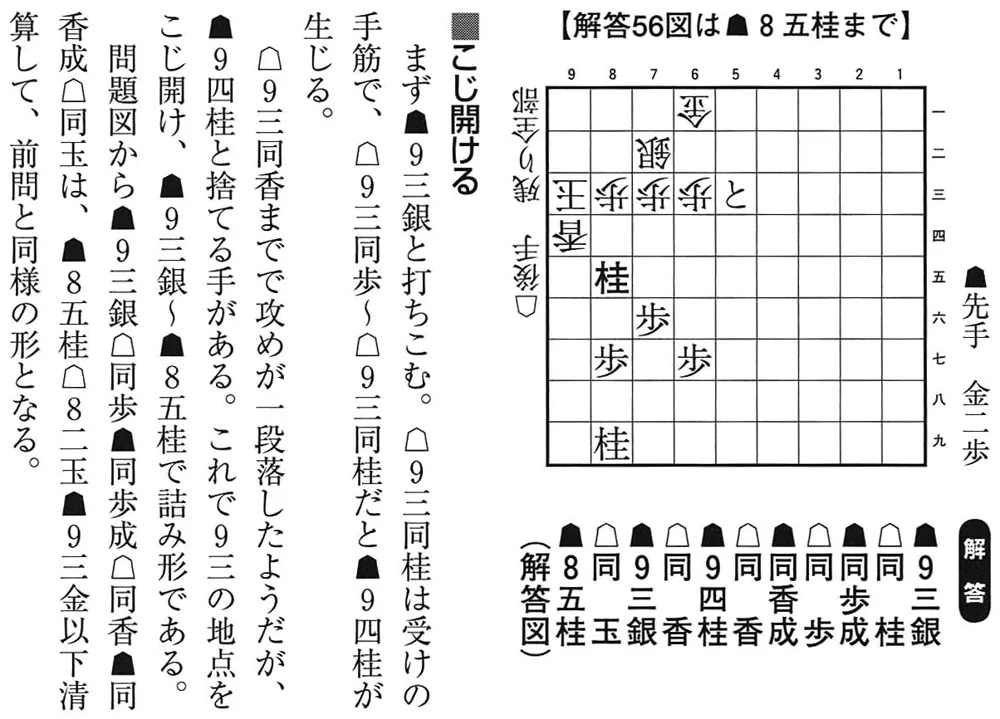 【解答56図は☗8五桂まで】
9 8 7 6 5 4 3 2 1
金 一
銀 二
王 歩 歩 歩 と 三
香 四
桂 五
歩 六
歩 歩 七
八
桂 九
☗先手 金二歩
☖後手 残り全部
解答
☗9三銀
☖同桂
☗同歩成
☖同歩
☗同香成
☖同香
☗9四桂
☖同香
☗9三銀
☖同玉
☗8五桂
(解答図)
■こじ開ける
まず☗9三銀と打ちこむ。☖9三同桂は受けの
手筋で、☖9三同歩〜☖9三同桂だと☗9四桂が
生じる。
☖9三同香までで攻めが一段落したようだが、
☗9四桂と捨てる手がある。これで9三の地点を
こじ開け、☗9三銀〜☗8五桂で詰み形である。
問題図から☗9三銀☖同歩☗同歩成☖同香☗同
香成☖同玉は、☗8五桂☖8二玉☗9三金以下清
算して、前問と同様の形となる。